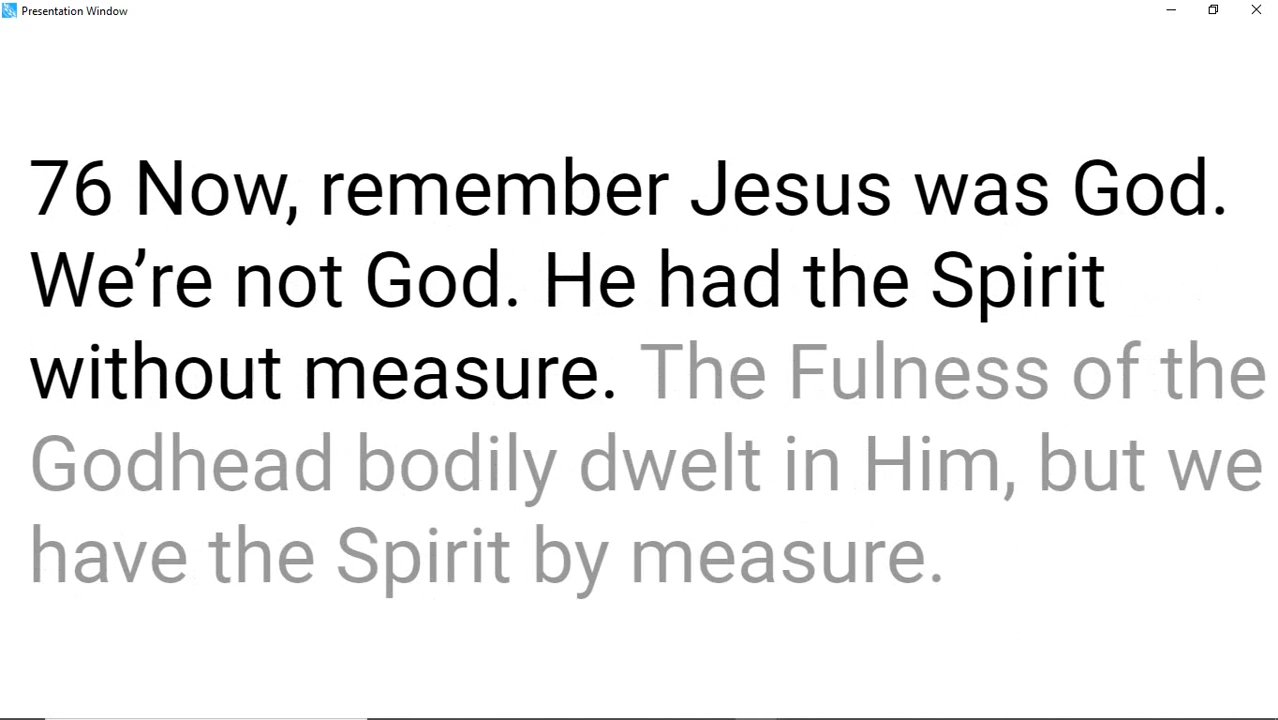 Presentation Window
76 Now, remember Jesus was God.
We’re not God. He had the Spirit
without measure. The Fulness of the
Godhead bodily dwelt in Him, but we
have the Spirit by measure.